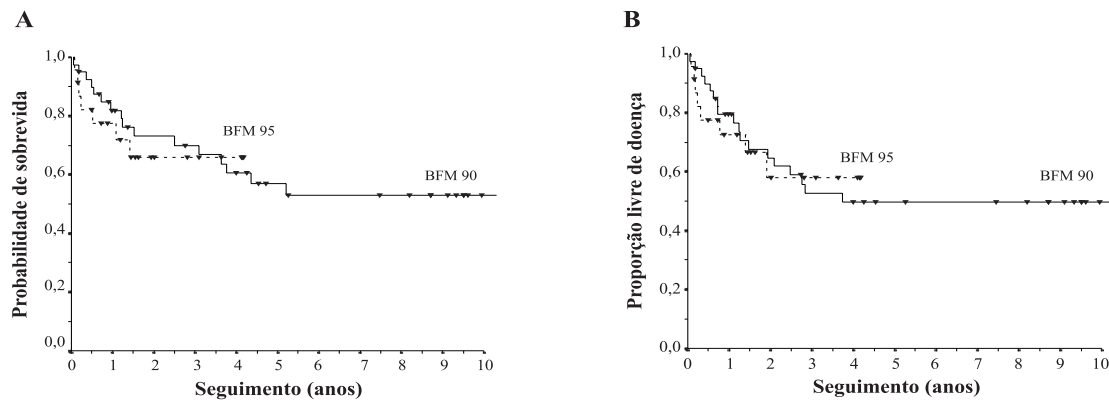 A
Probabilidade de sobrevida
1,0
0,8
0,6
0,4
0,2
0,0
BFM 95
BFM 90
0 1 2 3 4 5 6 7 8 9 10
Seguimento (anos)
B
Proporção livre de doença
1,0
0,8
0,6
0,4
0,2
0,0
BFM 95
BFM 90
0 1 2 3 4 5 6 7 8 9 10
Seguimento (anos)